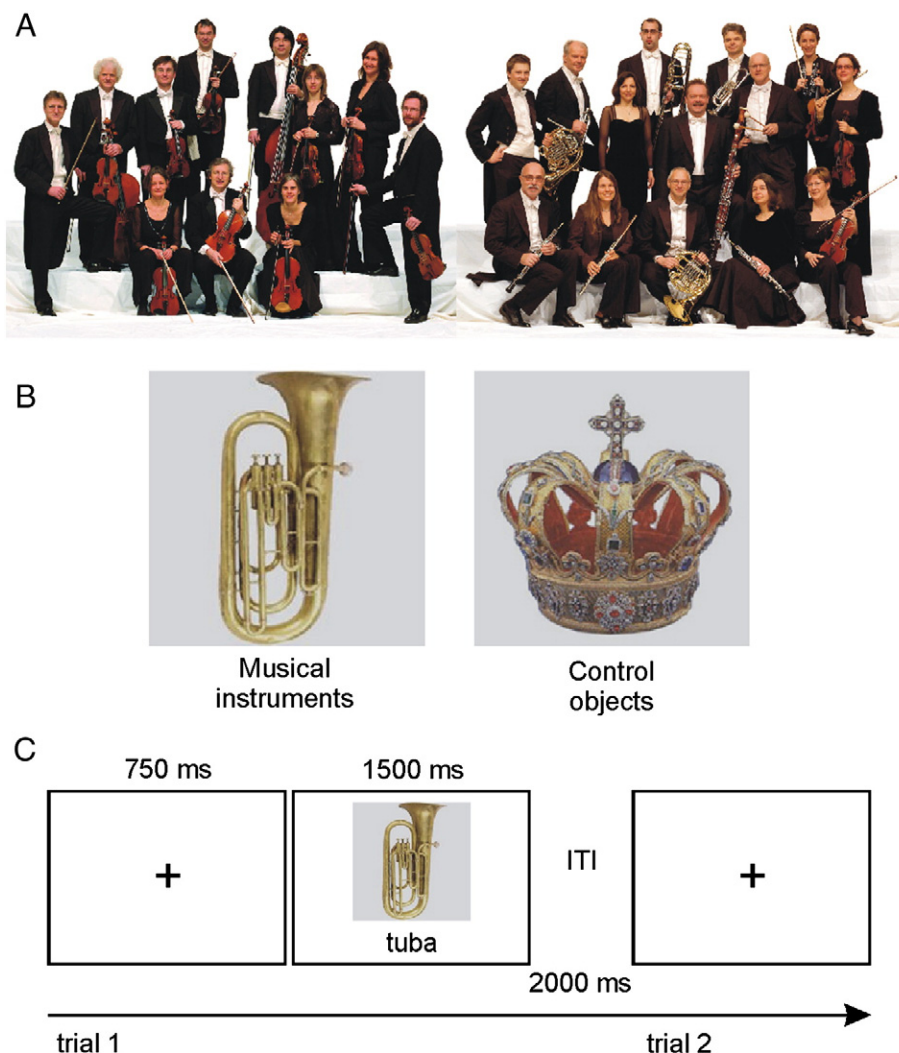 A
B
Musical
instruments
Control
objects
C
750 ms
1500 ms
+
tuba
ITI
+
2000 ms
trial 1
trial 2